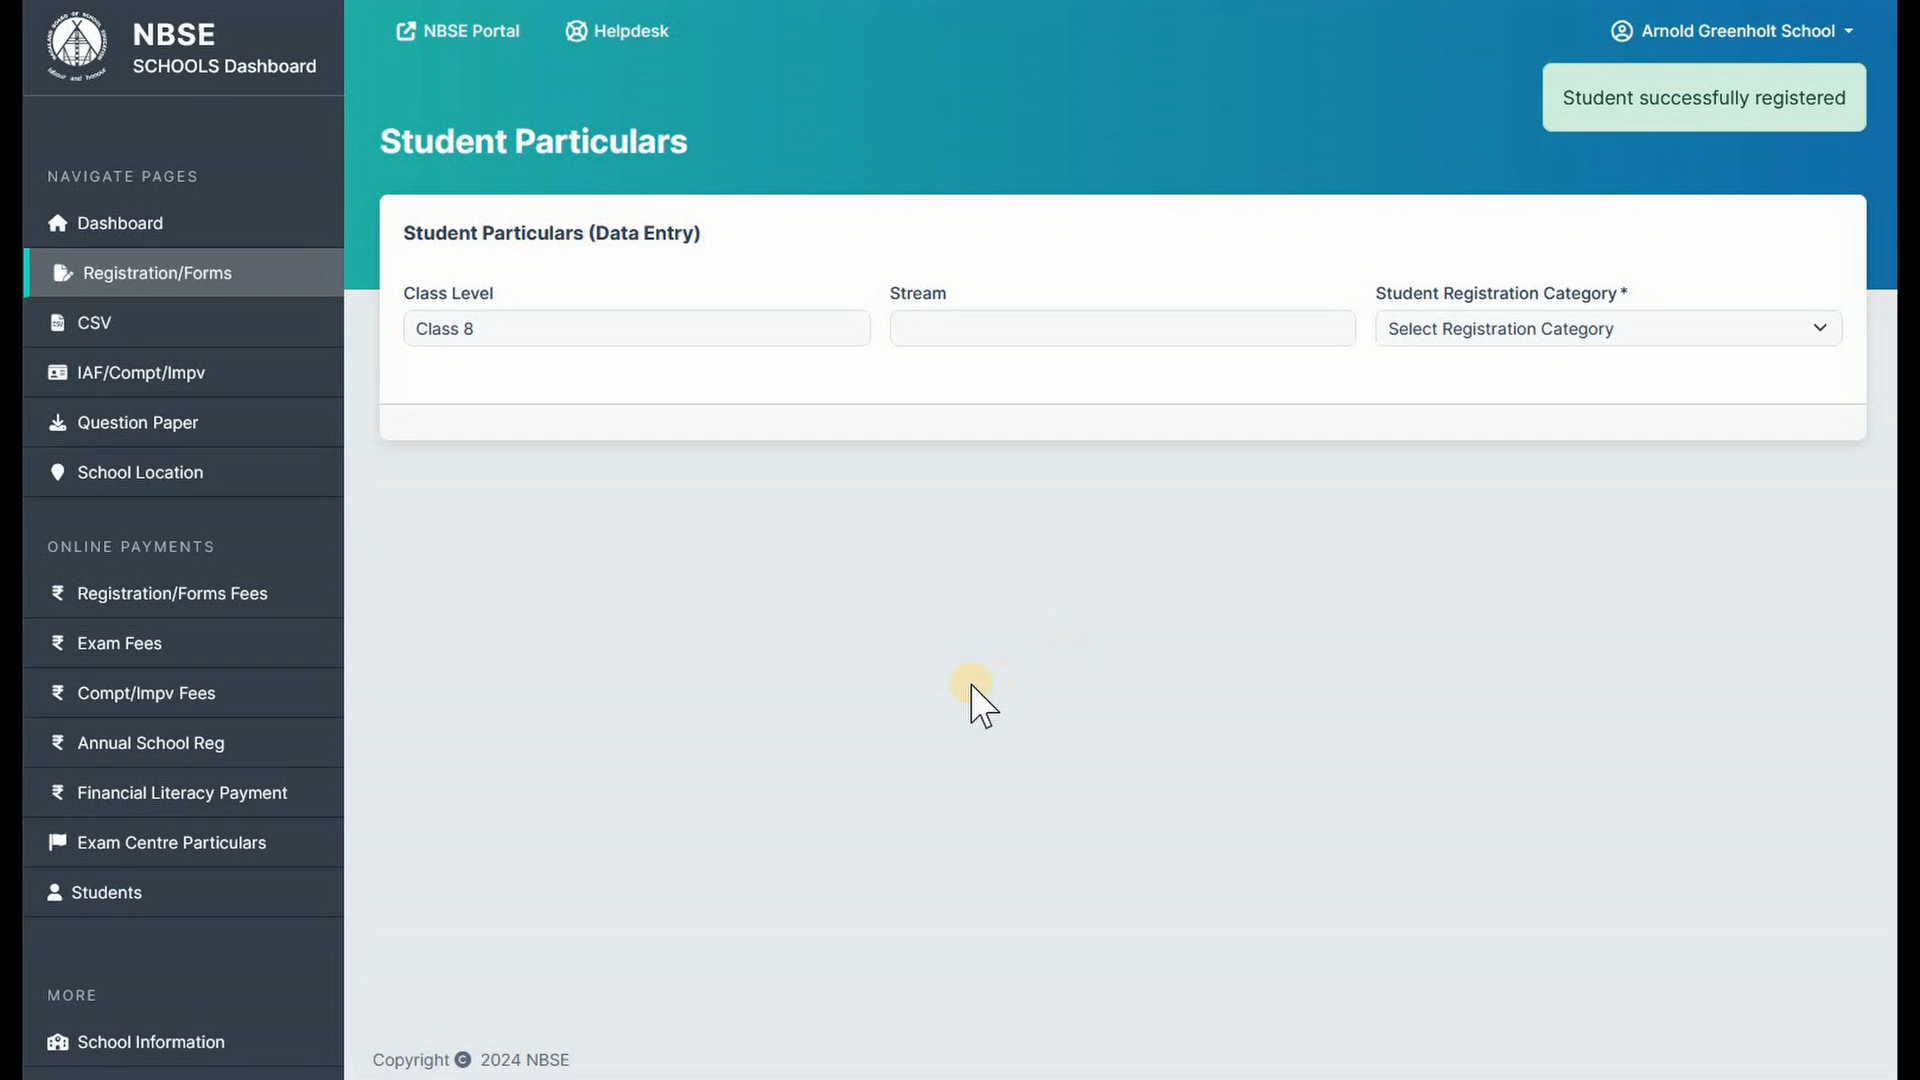 NBSE
SCHOOLS Dashboard
NAVIGATE PAGES
Dashboard
Registration/Forms
CSV
IAF/Compt/Impv
Question Paper
School Location
ONLINE PAYMENTS
Registration/Forms Fees
Exam Fees
Compt/Impv Fees
Annual School Reg
Financial Literacy Payment
Exam Centre Particulars
Students
MORE
School Information
NBSE Portal
Helpdesk
Arnold Greenholt School
Student successfully registered
Student Particulars
Student Particulars (Data Entry)
Class Level
Class 8
Stream
Student Registration Category *
Select Registration Category
Copyright © 2024 NBSE